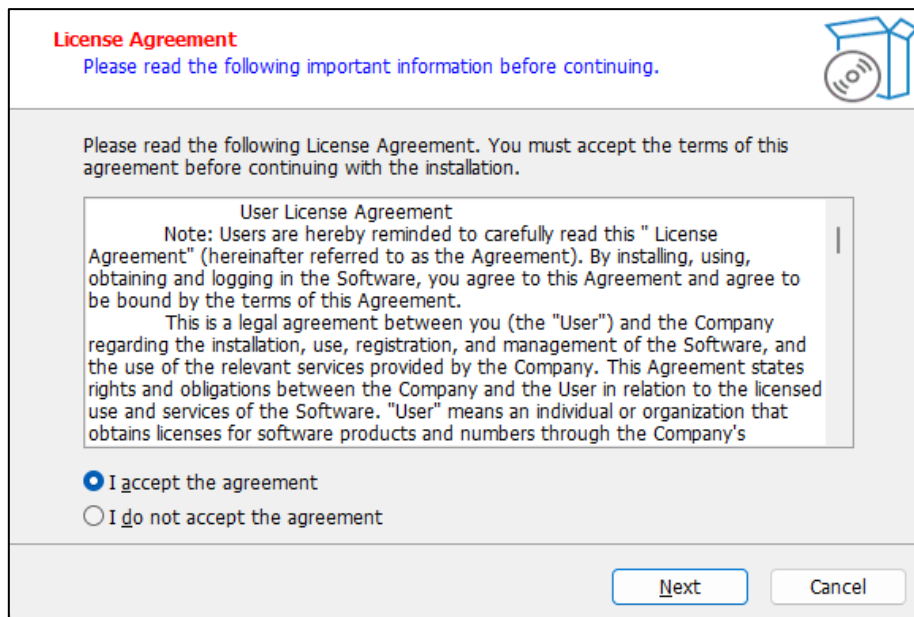 License Agreement
Please read the following important information before continuing.
Please read the following License Agreement. You must accept the terms of this
agreement before continuing with the installation.
User License Agreement
Note: Users are hereby reminded to carefully read this " License
Agreement" (hereinafter referred to as the Agreement). By installing, using,
obtaining and logging in the Software, you agree to this Agreement and agree to
be bound by the terms of this Agreement.
This is a legal agreement between you (the "User") and the Company
regarding the installation, use, registration, and management of the Software, and
the use of the relevant services provided by the Company. This Agreement states
rights and obligations between the Company and the User in relation to the licensed
use and services of the Software. "User" means an individual or organization that
obtains licenses for software products and numbers through the Company's
I accept the agreement
I do not accept the agreement
Next
Cancel